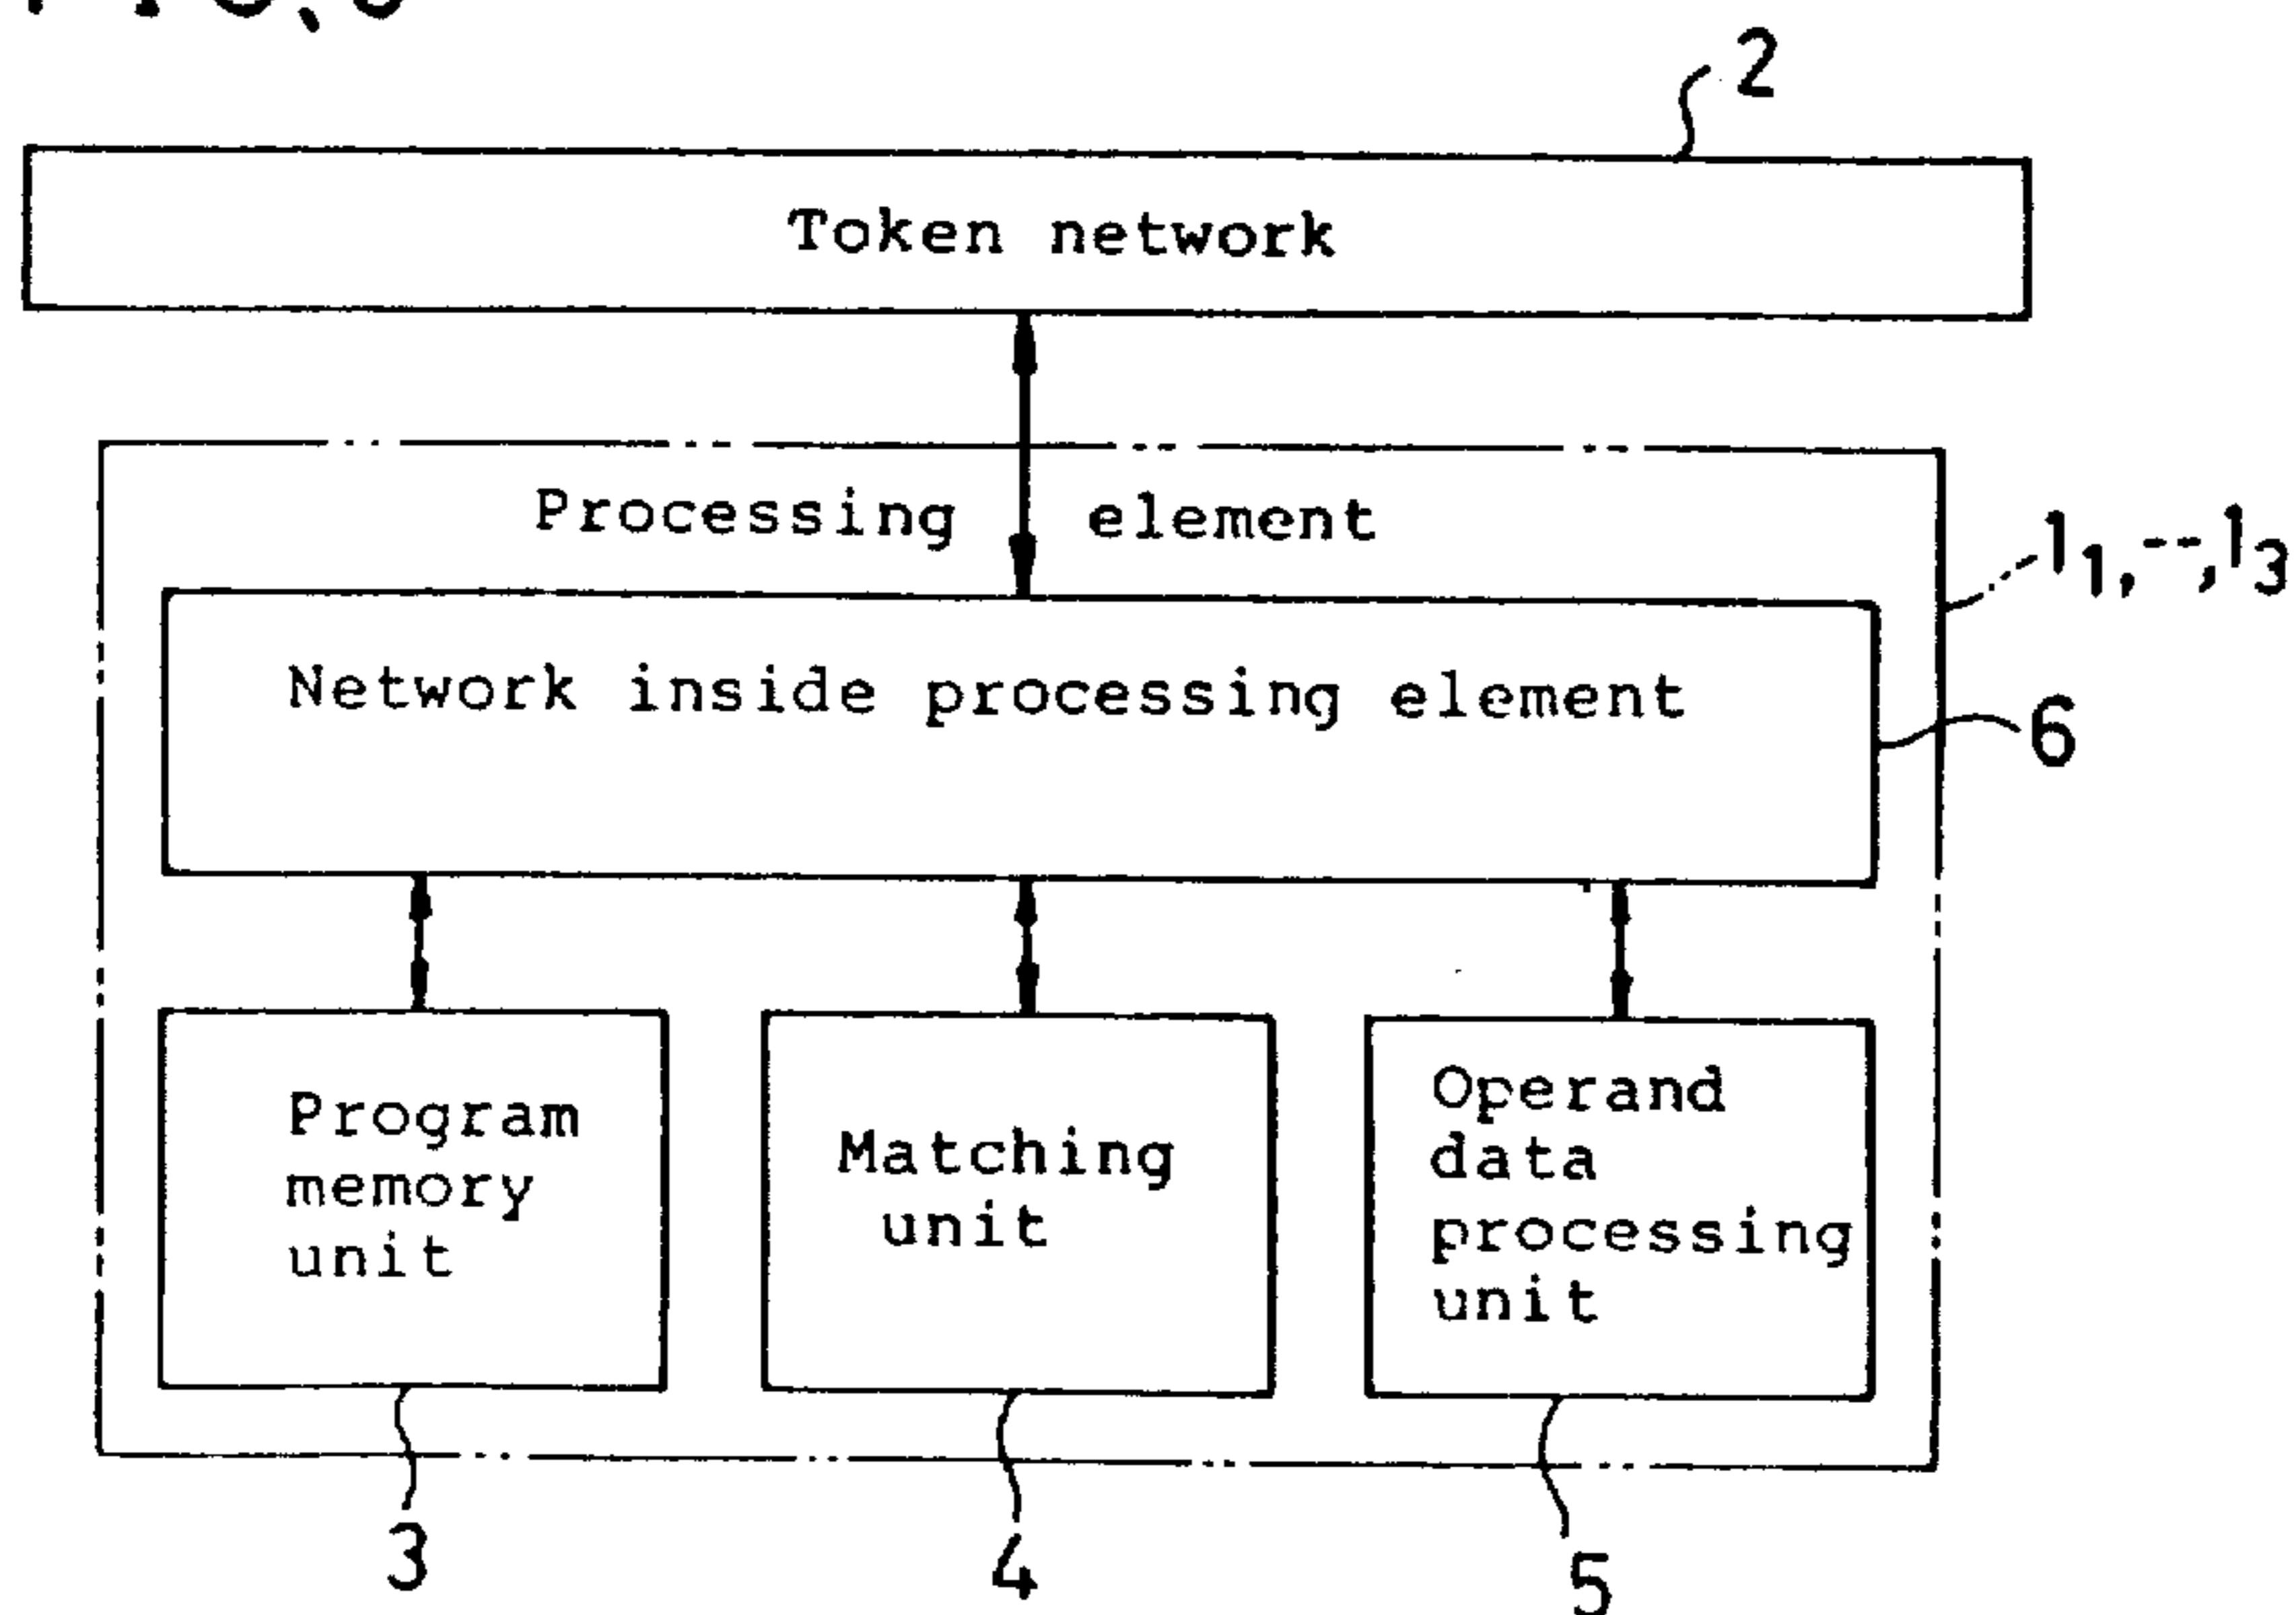 2
Token network
Processing element
1₁,--,1₃
Network inside processing element
6
Program
memory
unit
Matching
unit
Operand
data
processing
unit
3
4
5